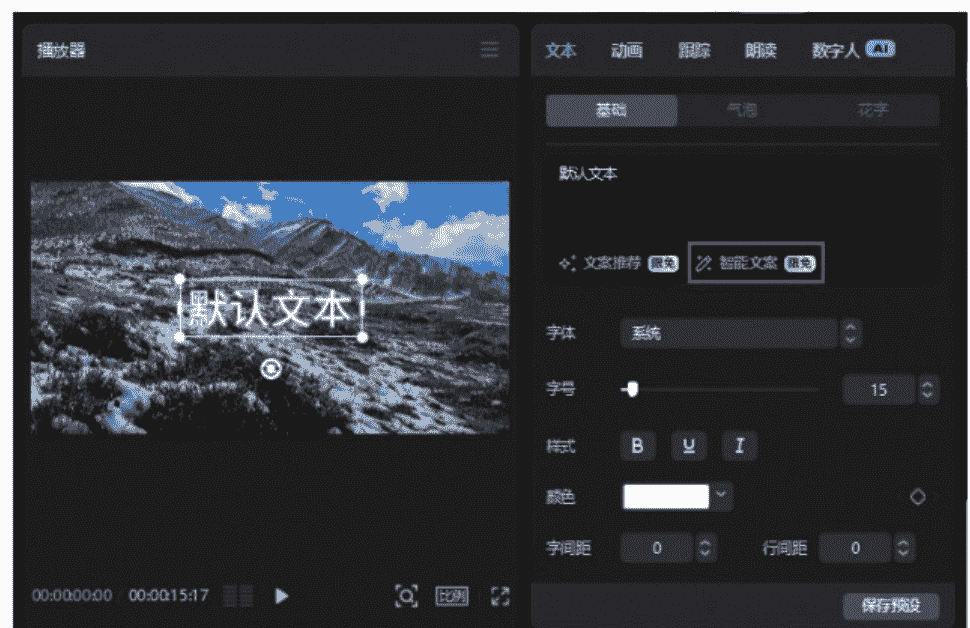 播放器
默认文本
00:00:00:00 00:00:15:17
比例
文本 动画 跟踪 朗读 数字人 AI
基础 气泡 花字
默认文本
文案推荐 限免 智能文案 限免
字体 系统
字号 15
样式 B U I
颜色
字间距 0 行间距 0
保存预设